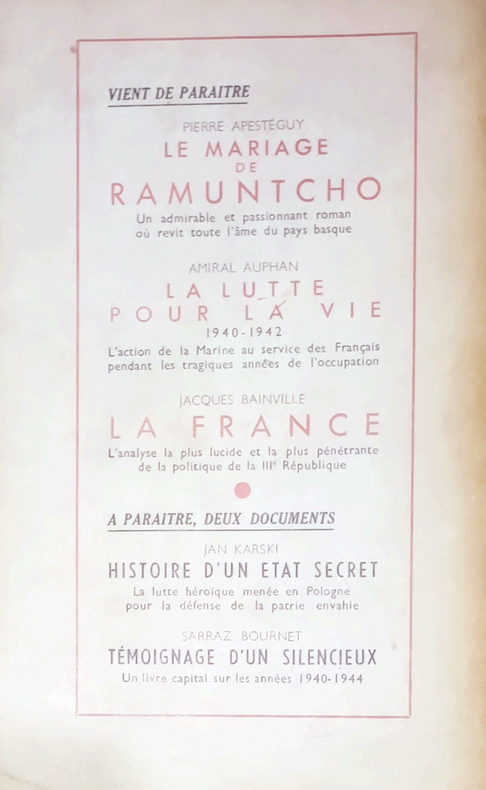 VIENT DE PARAITRE
PIERRE APESTÉGUY
LE MARIAGE
DE
RAMUNTCHO
Un admirable et passionnant roman
où revit toute l'âme du pays basque
AMIRAL AUPHAN
LA LUTTE
POUR LA VIE
1940-1942
L'action de la Marine au service des Français
pendant les tragiques années de l'occupation
JACQUES BAINVILLE
LA FRANCE
L'analyse la plus lucide et la plus pénétrante
de la politique de la IIIe République
A PARAITRE, DEUX DOCUMENTS
JAN KARSKI
HISTOIRE D'UN ETAT SECRET
La lutte héroïque menée en Pologne
pour la défense de la patrie envahie
SARRAZ BOURNET
TÉMOIGNAGE D'UN SILENCIEUX
Un livre capital sur les années 1940-1944